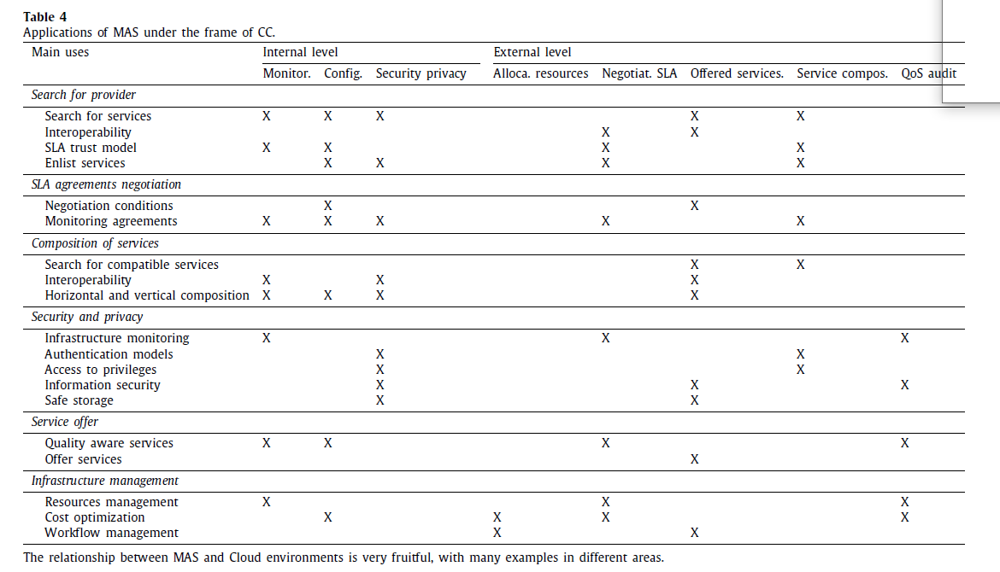 Table 4
Applications of MAS under the frame of CC.
Main uses Internal level External level
Monitor. Config. Security privacy Alloca. resources Negotiat. SLA Offered services. Service compos. QoS audit
Search for provider
Search for services X X X X X
Interoperability X X
SLA trust model X X X X
Enlist services X X X X
SLA agreements negotiation
Negotiation conditions X X
Monitoring agreements X X X X X
Composition of services
Search for compatible services X X
Interoperability X X X
Horizontal and vertical composition X X X X
Security and privacy
Infrastructure monitoring X X X
Authentication models X X
Access to privileges X X
Information security X X X
Safe storage X X
Service offer
Quality aware services X X X X
Offer services X
Infrastructure management
Resources management X X X
Cost optimization X X X X
Workflow management X X
The relationship between MAS and Cloud environments is very fruitful, with many examples in different areas.